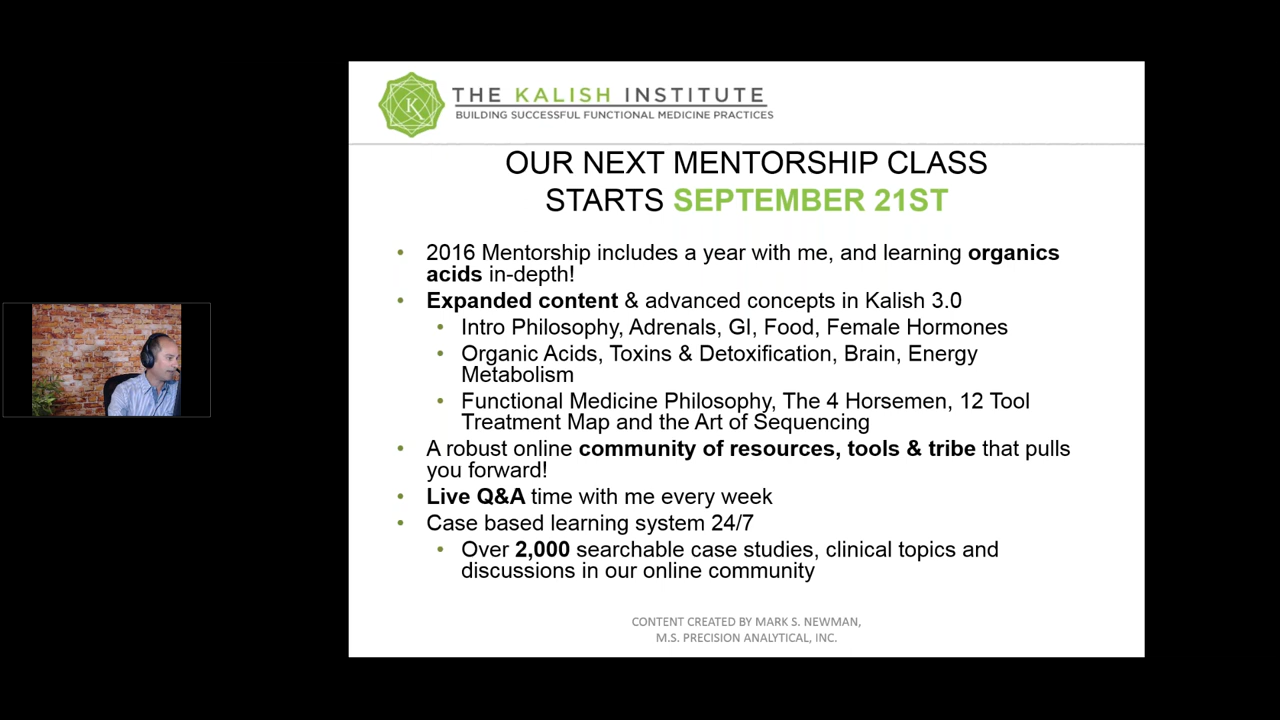 THE KALISH INSTITUTE
BUILDING SUCCESSFUL FUNCTIONAL MEDICINE PRACTICES
K
OUR NEXT MENTORSHIP CLASS
STARTS SEPTEMBER 21ST
• 2016 Mentorship includes a year with me, and learning organics
acids in-depth!
• Expanded content & advanced concepts in Kalish 3.0
• Intro Philosophy, Adrenals, GI, Food, Female Hormones
• Organic Acids, Toxins & Detoxification, Brain, Energy
Metabolism
• Functional Medicine Philosophy, The 4 Horsemen, 12 Tool
Treatment Map and the Art of Sequencing
• A robust online community of resources, tools & tribe that pulls
you forward!
• Live Q&A time with me every week
• Case based learning system 24/7
• Over 2,000 searchable case studies, clinical topics and
discussions in our online community
CONTENT CREATED BY MARK S. NEWMAN,
M.S. PRECISION ANALYTICAL, INC.